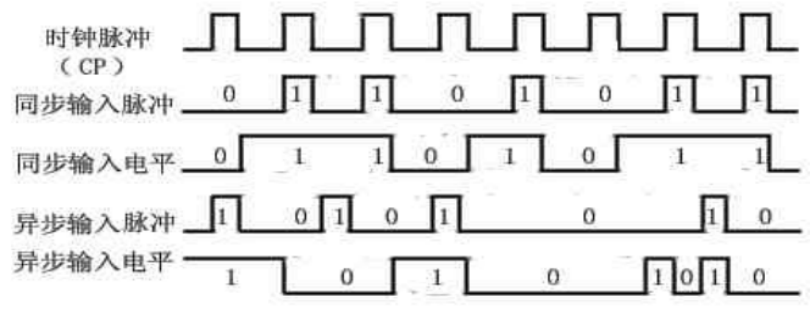 时钟脉冲
（CP）
同步输入脉冲 0 1 1 0 1 0 1 1
同步输入电平 0 1 1 0 1 0 1 1
异步输入脉冲 1 0 1 0 1 0 1 0
异步输入电平 1 0 1 0 1 0 1 0